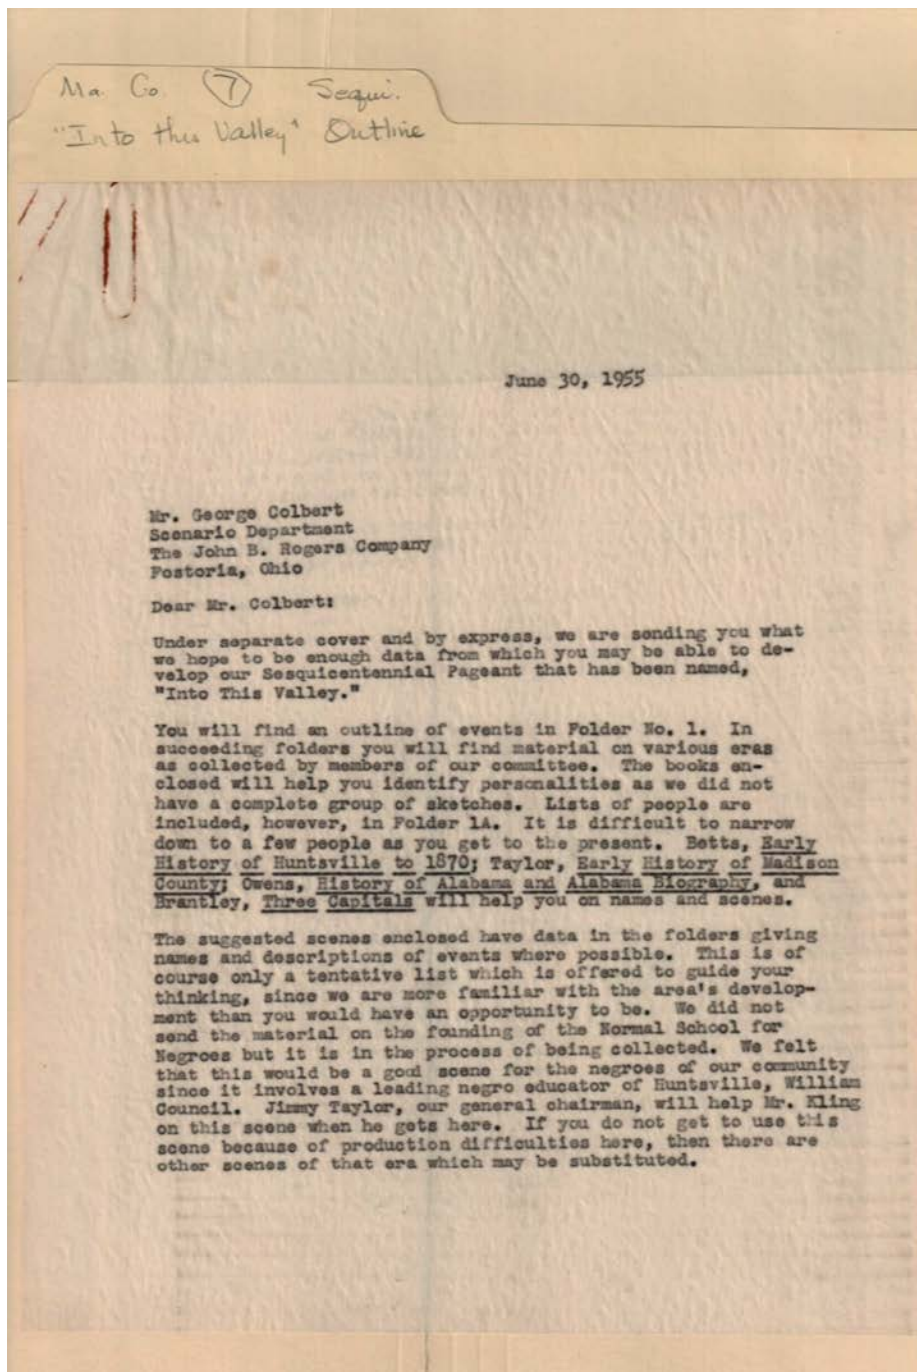 Ma. Co. 7 Sequi.
"Into this Valley" Outline
June 30, 1955
Mr. George Colbert
Scenario Department
The John B. Rogers Company
Fostoria, Ohio
Dear Mr. Colbert:
Under separate cover and by express, we are sending you what
we hope to be enough data from which you may be able to de-
velop our Sesquicentennial Pageant that has been named,
"Into This Valley."
You will find an outline of events in Folder No. 1. In
succeeding folders you will find material on various eras
as collected by members of our committee. The books en-
closed will help you identify personalities as we did not
have a complete group of sketches. Lists of people are
included, however, in Folder 1A. It is difficult to narrow
down to a few people as you get to the present. Betts, Early
History of Huntsville to 1870; Taylor, Early History of Madison
County; Owens, History of Alabama and Alabama Biography, and
Brantley, Three Capitals will help you on names and scenes.
The suggested scenes enclosed have data in the folders giving
names and descriptions of events where possible. This is of
course only a tentative list which is offered to guide your
thinking, since we are more familiar with the area's develop-
ment than you would have an opportunity to be. We did not
send the material on the founding of the Normal School for
Negroes but it is in the process of being collected. We felt
that this would be a good scene for the negroes of our community
since it involves a leading negro educator of Huntsville, William
Council. Jimmy Taylor, our general chairman, will help Mr. Kling
on this scene when he gets here. If you do not get to use this
scene because of production difficulties here, then there are
other scenes of that era which may be substituted.